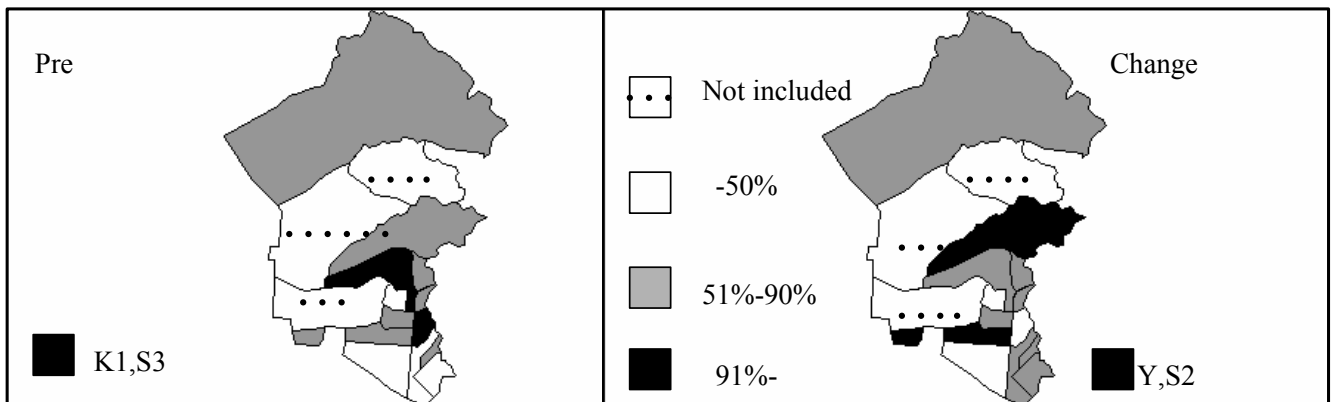 Pre
K1,S3
Change
Not included
-50%
51%-90%
91%-
Y,S2